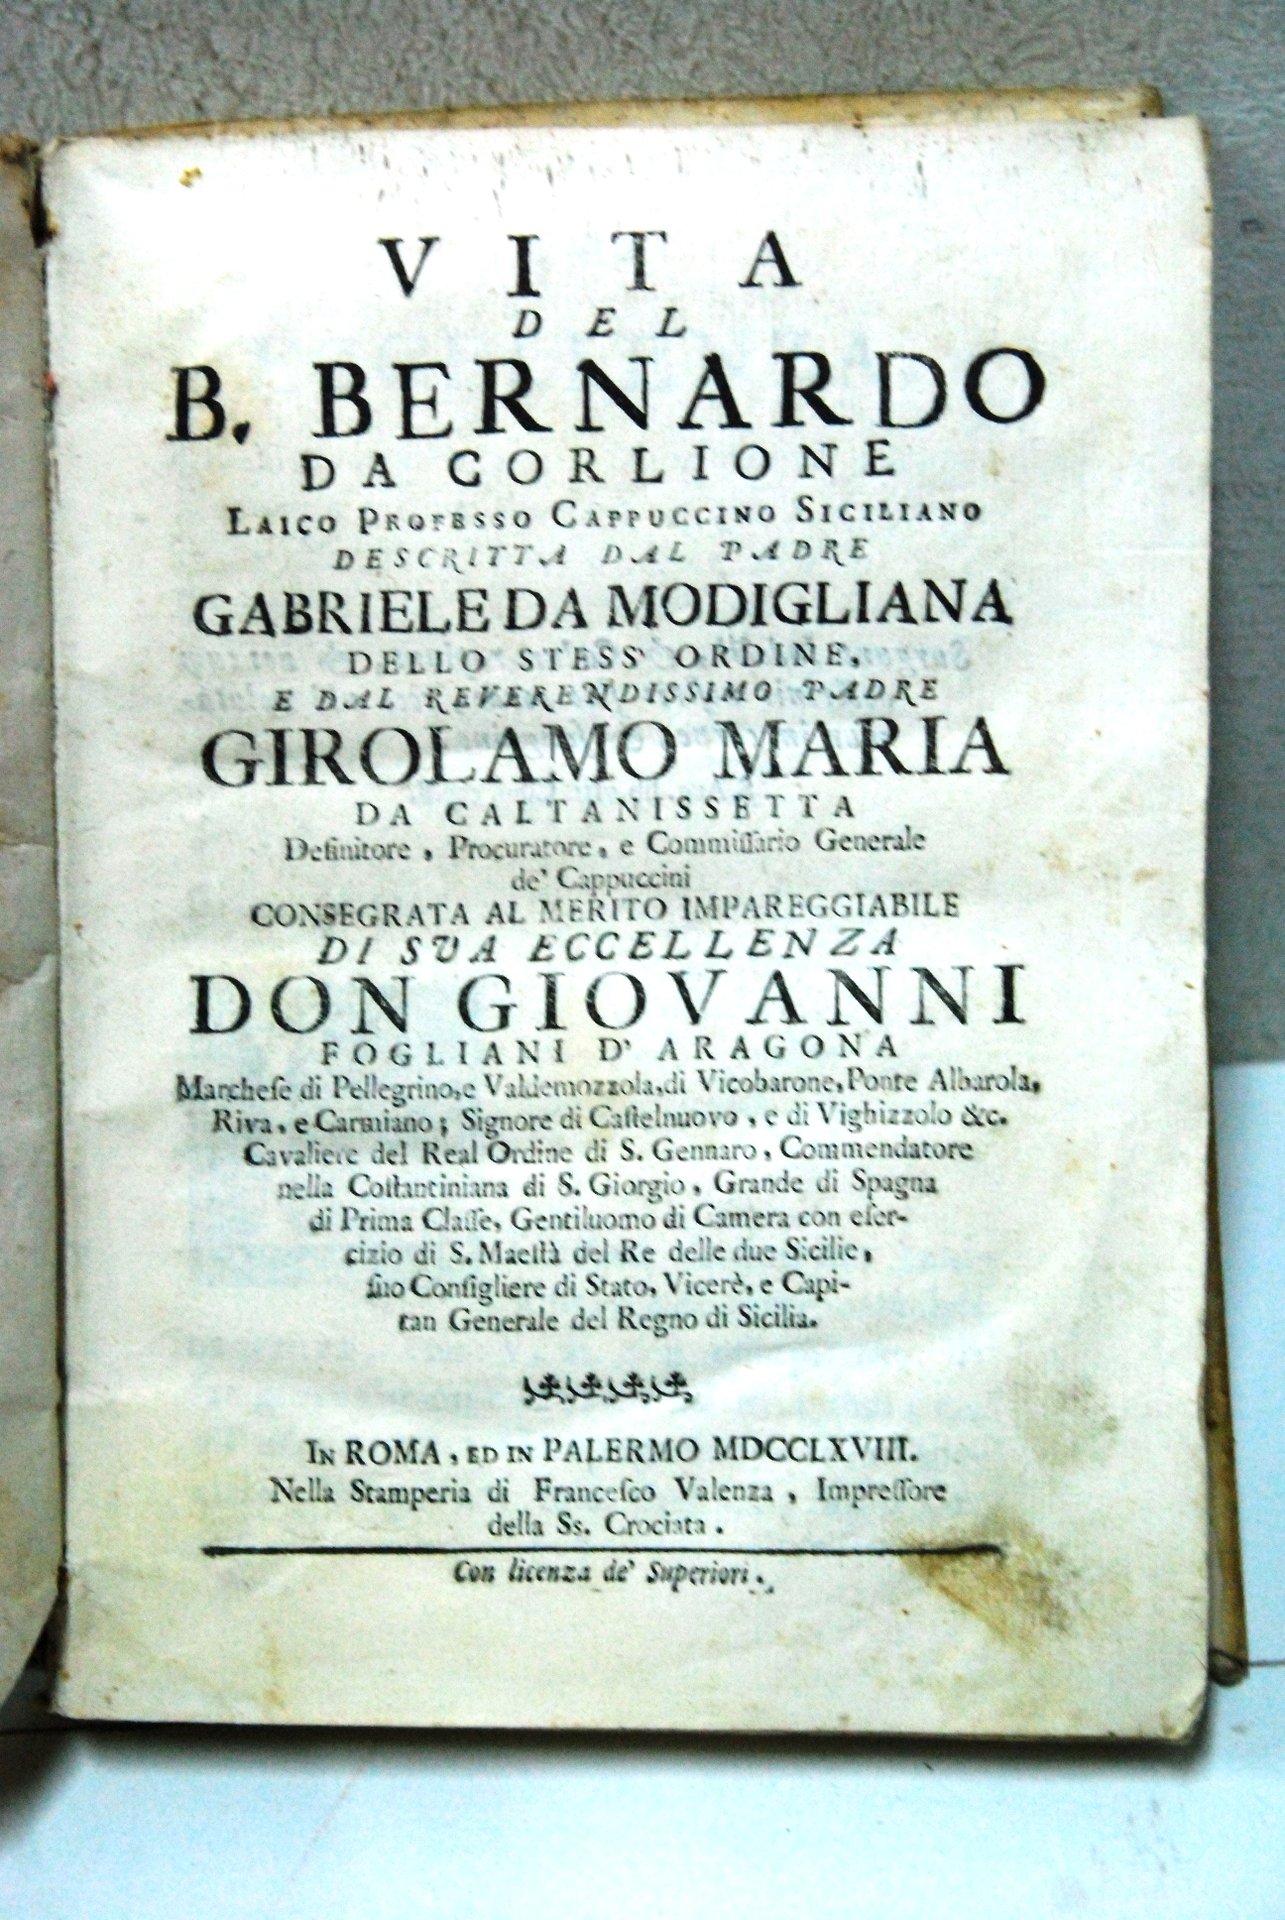 VITA
DEL
B. BERNARDO
DA CORLIONE
LAICO PROFESSO CAPPUCCINO SICILIANO
DESCRITTA DAL PADRE
GABRIELE DA MODIGLIANA
DELLO STESS' ORDINE,
E DAL REVERENDISSIMO PADRE
GIROLAMO MARIA
DA CALTANISSETTA
Definitore, Procuratore, e Commiſſario Generale
de' Cappuccini
CONSEGRATA AL MERITO IMPAREGGIABILE
DI SUA ECCELLENZA
DON GIOVANNI
FOGLIANI D' ARAGONA
Marcheſe di Pellegrino, e Valdemozzola, di Vicobarone, Ponte Albarola,
Riva, e Carmiano; Signore di Caſtelnuovo, e di Vighizzolo &c.
Cavaliere del Real Ordine di S. Gennaro, Commendatore
nella Coſtantiniana di S. Giorgio, Grande di Spagna
di Prima Claſſe, Gentiluomo di Camera con eſer-
cizio di S. Maeſtà del Re delle due Sicilie,
ſuo Conſigliere di Stato, Vicerè, e Capi-
tan Generale del Regno di Sicilia.
IN ROMA, ED IN PALERMO MDCCLXVIII.
Nella Stamperia di Franceſco Valenza, Impreſſore
della Ss. Crociata.
Con licenza de' Superiori.